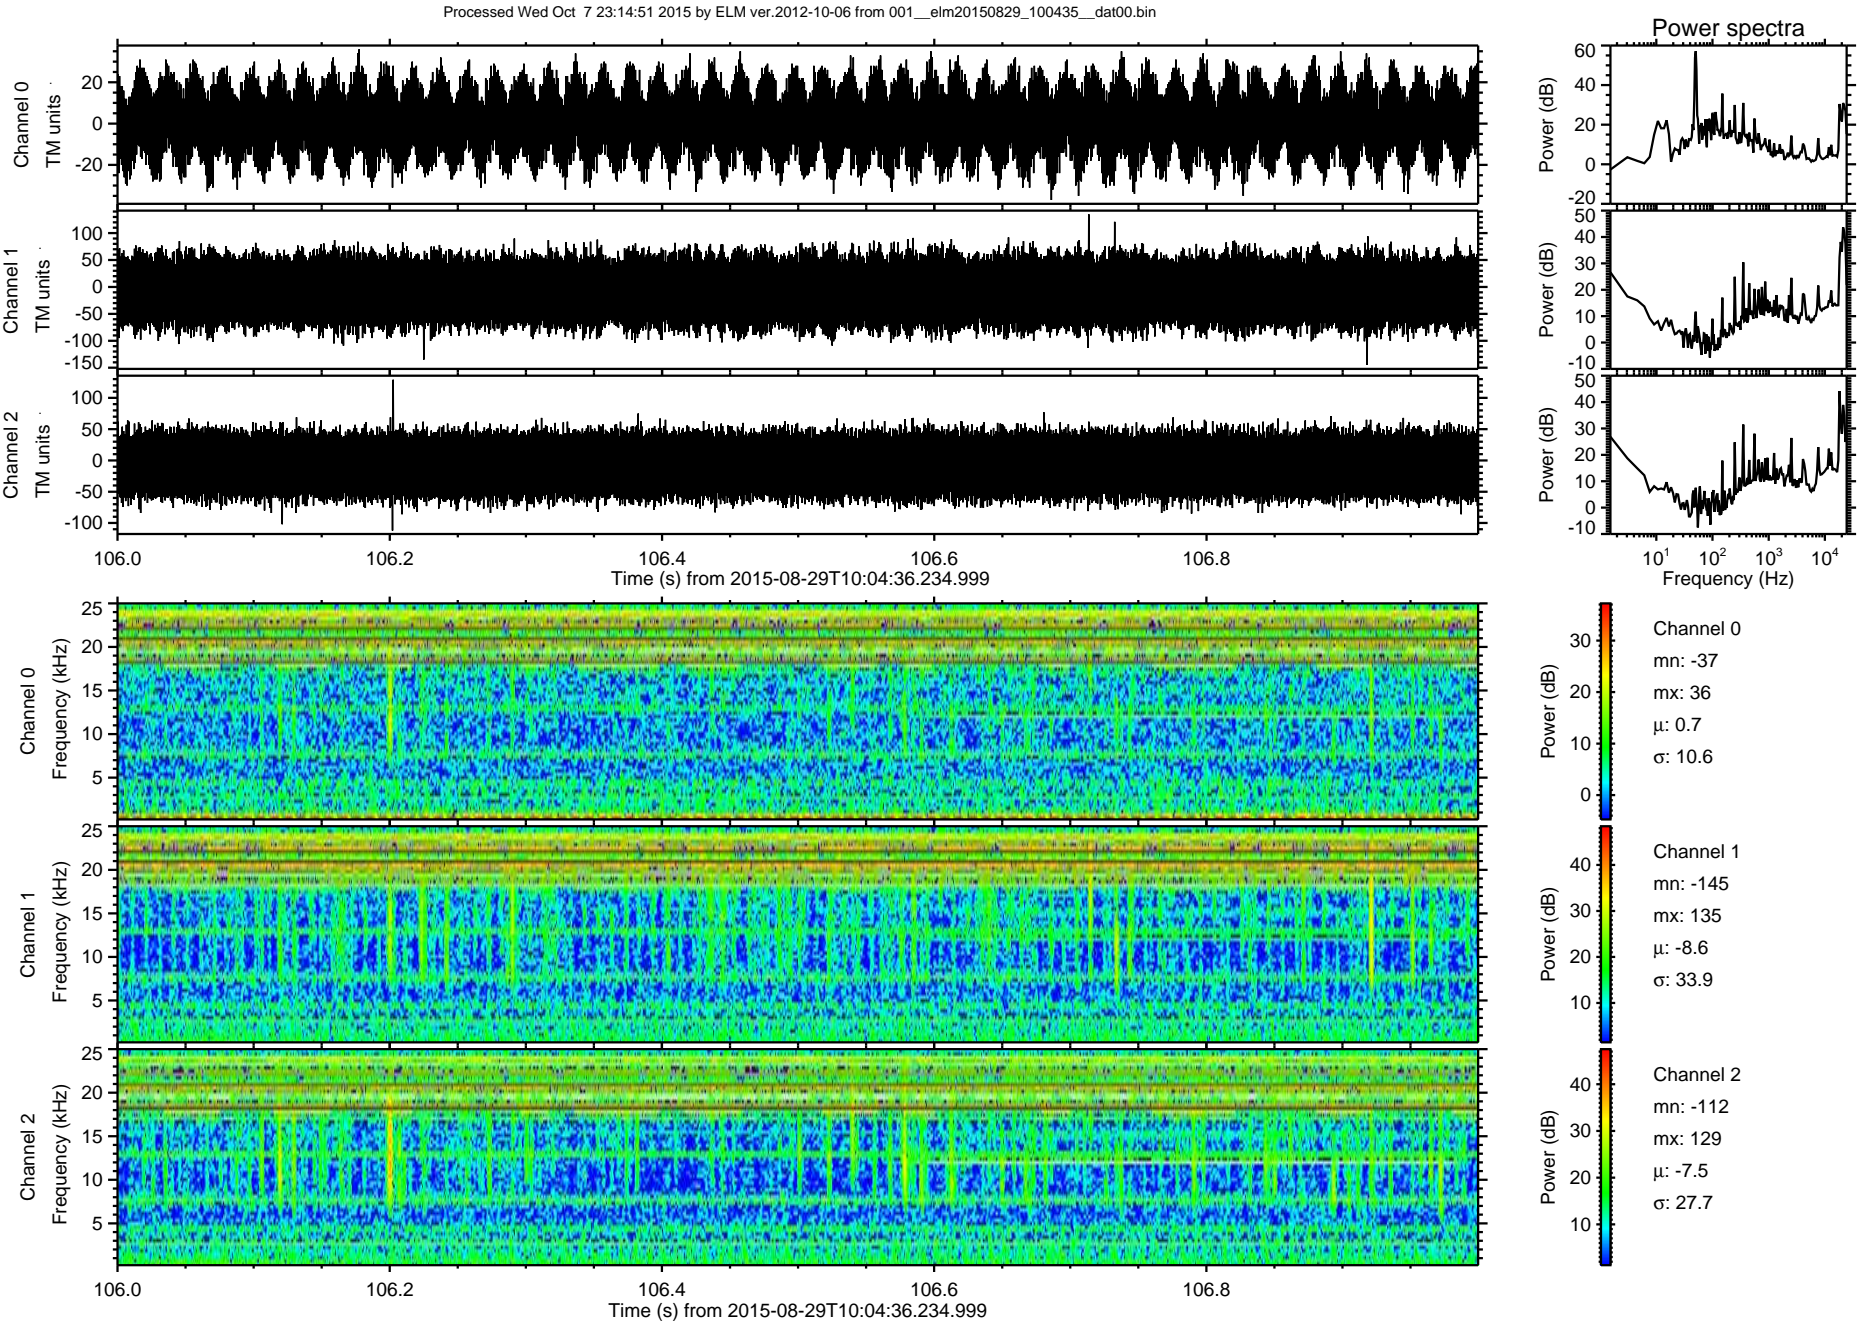 Processed Wed Oct 7 23:14:51 2015 by ELM ver.2012-10-06 from 001__elm20150829_100435__dat00.bin
Power spectra
Channel 0
TM units
20
0
-20
Power (dB)
60
40
20
0
-20
Channel 1
TM units
100
50
0
-50
-100
-150
Power (dB)
50
40
30
20
10
0
-10
Channel 2
TM units
100
50
0
-50
-100
Power (dB)
50
40
30
20
10
0
-10
106.0 106.2 106.4 106.6 106.8
Time (s) from 2015-08-29T10:04:36.234.999
10^1 10^2 10^3 10^4
Frequency (Hz)
Channel 0
Frequency (kHz)
25
20
15
10
5
Power (dB)
30
20
10
0
Channel 0
mn: -37
mx: 36
μ: 0.7
σ: 10.6
Channel 1
Frequency (kHz)
25
20
15
10
5
Power (dB)
40
30
20
10
Channel 1
mn: -145
mx: 135
μ: -8.6
σ: 33.9
Channel 2
Frequency (kHz)
25
20
15
10
5
Power (dB)
40
30
20
10
Channel 2
mn: -112
mx: 129
μ: -7.5
σ: 27.7
106.0 106.2 106.4 106.6 106.8
Time (s) from 2015-08-29T10:04:36.234.999